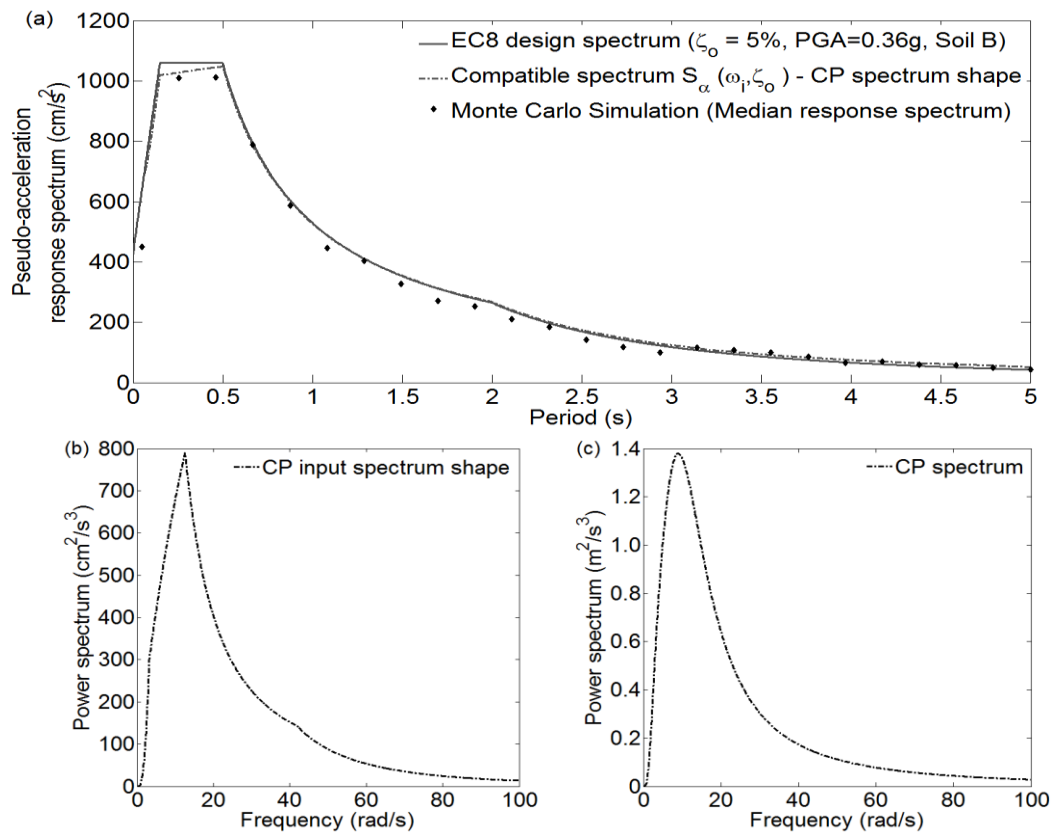 (a)
1200
1000
800
600
400
200
0
Pseudo-acceleration
response spectrum (cm/s²)
EC8 design spectrum (ζₒ = 5%, PGA=0.36g, Soil B)
Compatible spectrum Sα (ωᵢ,ζₒ ) - CP spectrum shape
Monte Carlo Simulation (Median response spectrum)
0 0.5 1 1.5 2 2.5 3 3.5 4 4.5 5
Period (s)
(b)
800
700
600
500
400
300
200
100
0
Power spectrum (cm²/s³)
CP input spectrum shape
0 20 40 60 80 100
Frequency (rad/s)
(c)
1.4
1.2
1.0
0.8
0.6
0.4
0.2
0
Power spectrum (m²/s³)
CP spectrum
0 20 40 60 80 100
Frequency (rad/s)